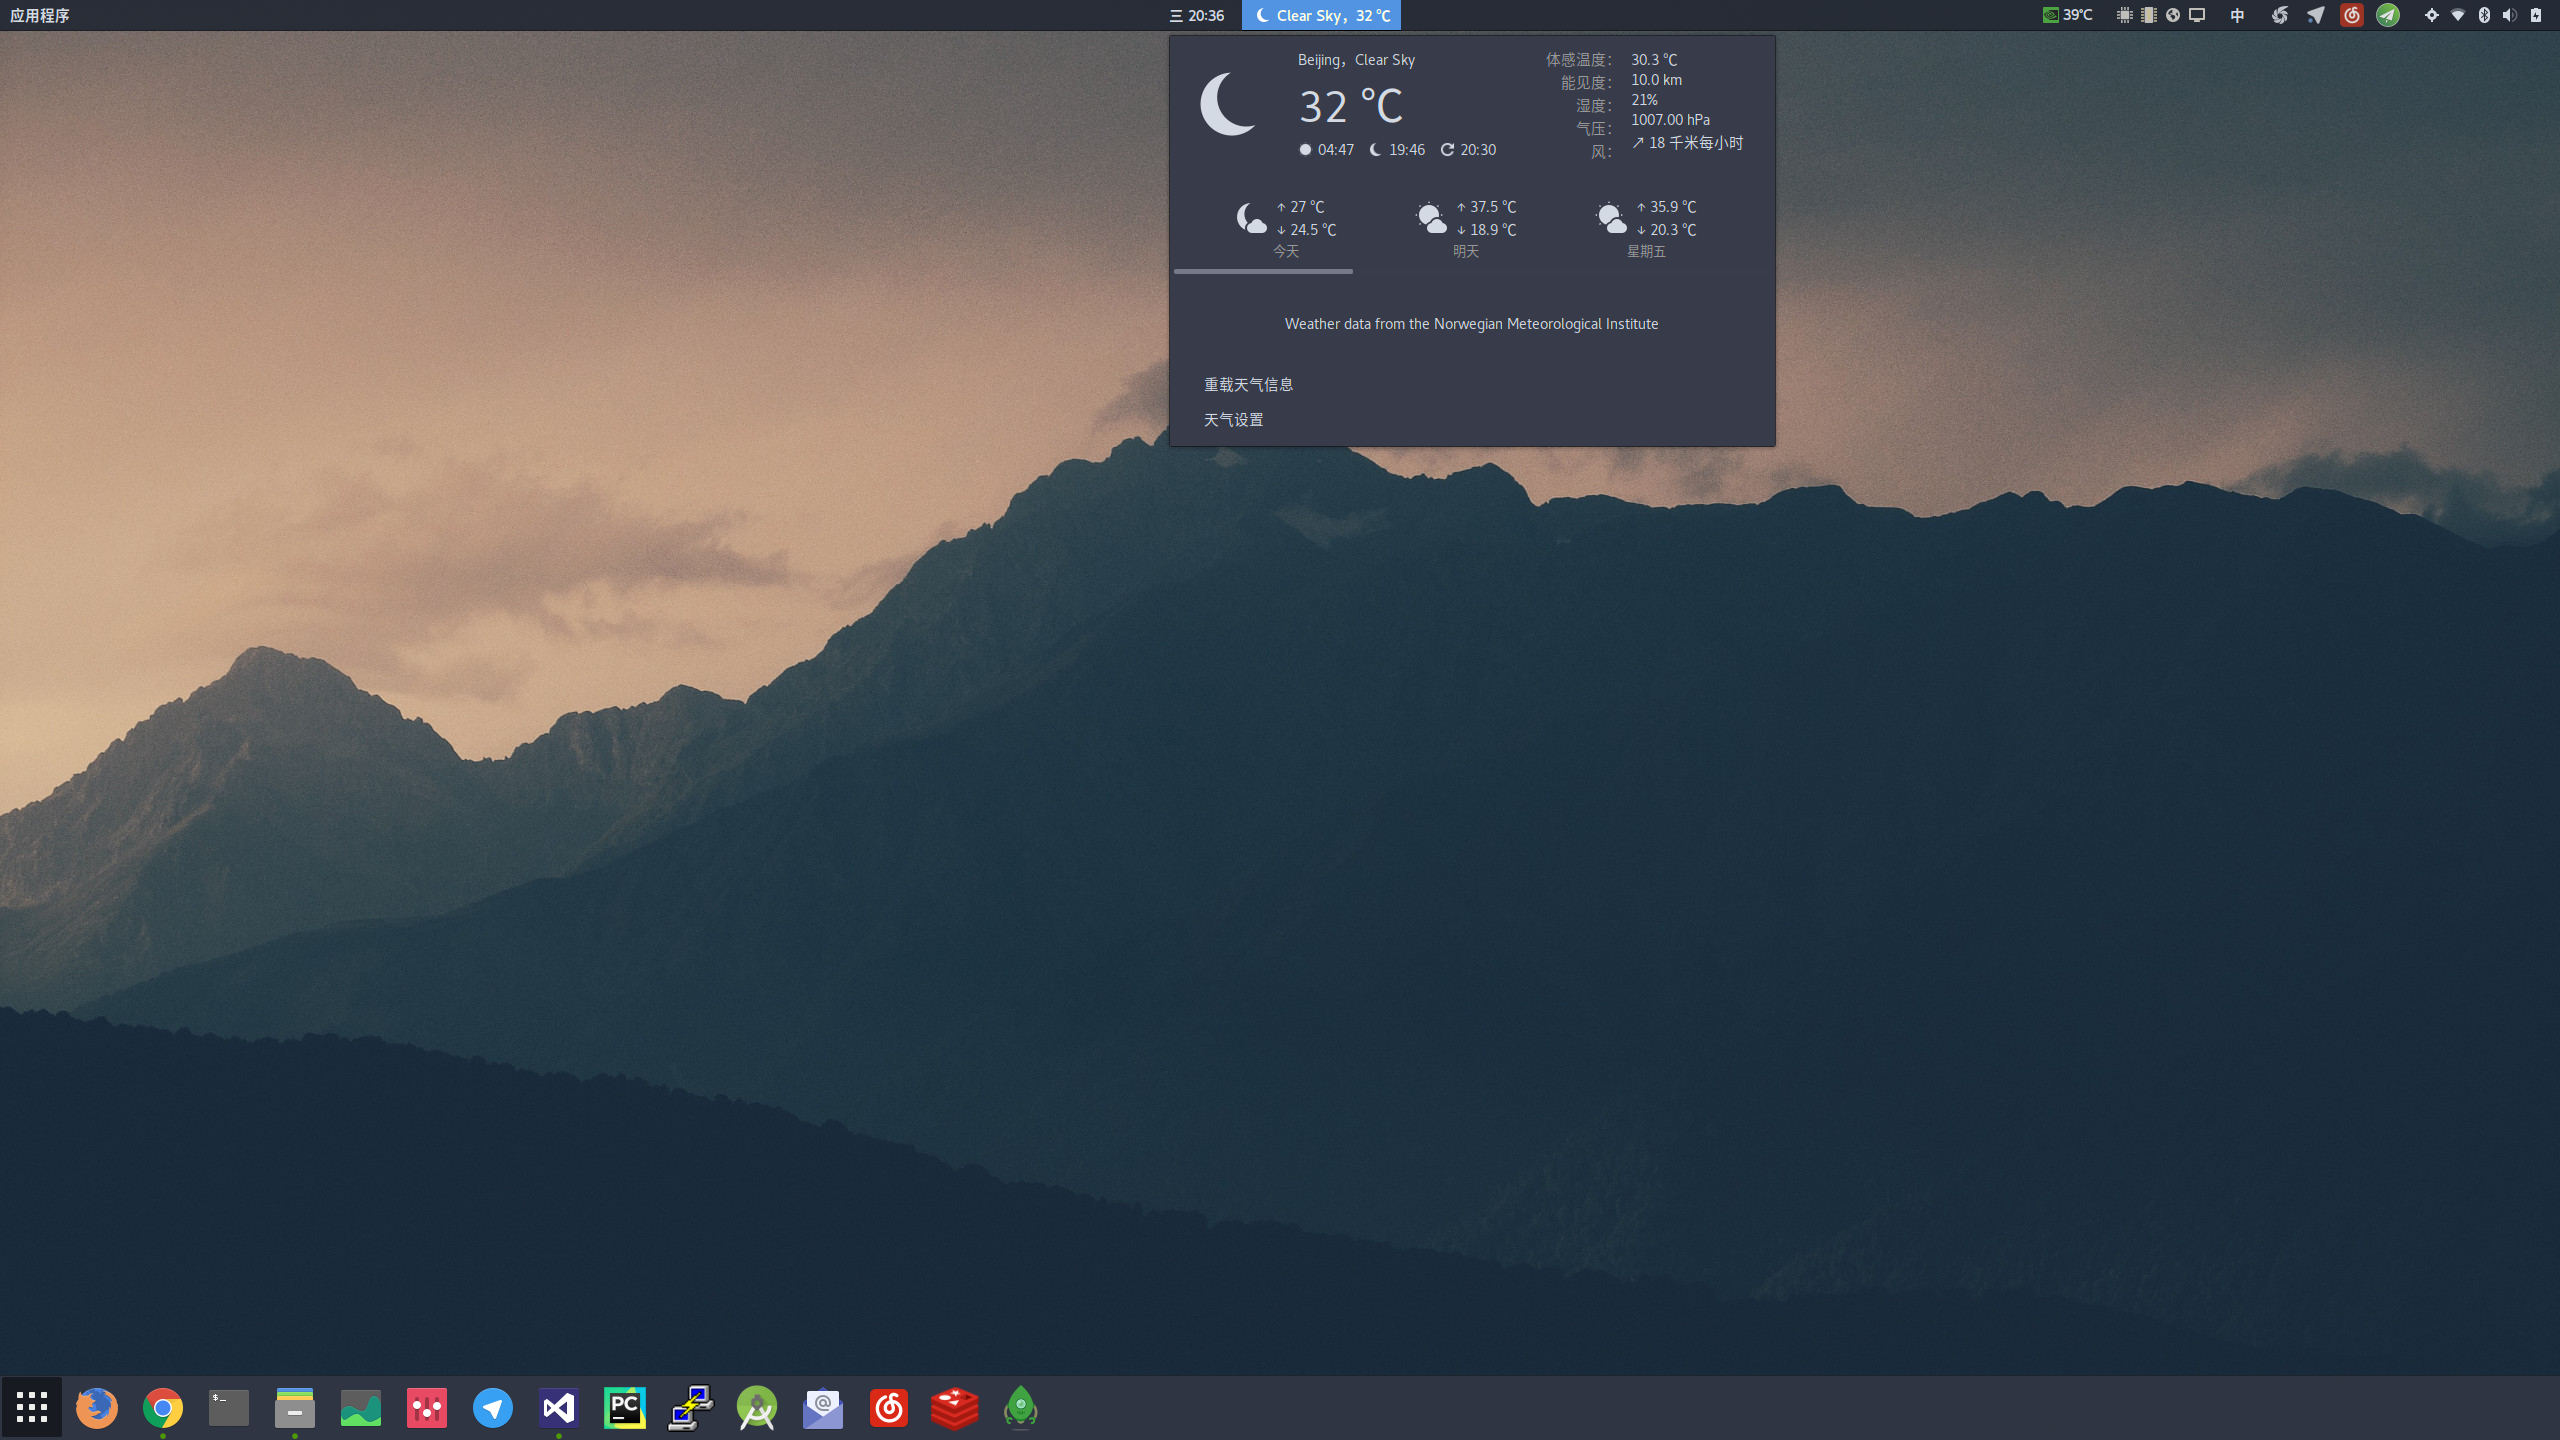 应用程序
三 20:36
Clear Sky，32 ℃
39℃
中
Beijing，Clear Sky
32 ℃
04:47 19:46 20:30
体感温度： 30.3 ℃
能见度： 10.0 km
湿度： 21%
气压： 1007.00 hPa
风： ↗ 18 千米每小时
↑ 27 ℃
↓ 24.5 ℃
今天
↑ 37.5 ℃
↓ 18.9 ℃
明天
↑ 35.9 ℃
↓ 20.3 ℃
星期五
Weather data from the Norwegian Meteorological Institute
重载天气信息
天气设置
$_
PC
@